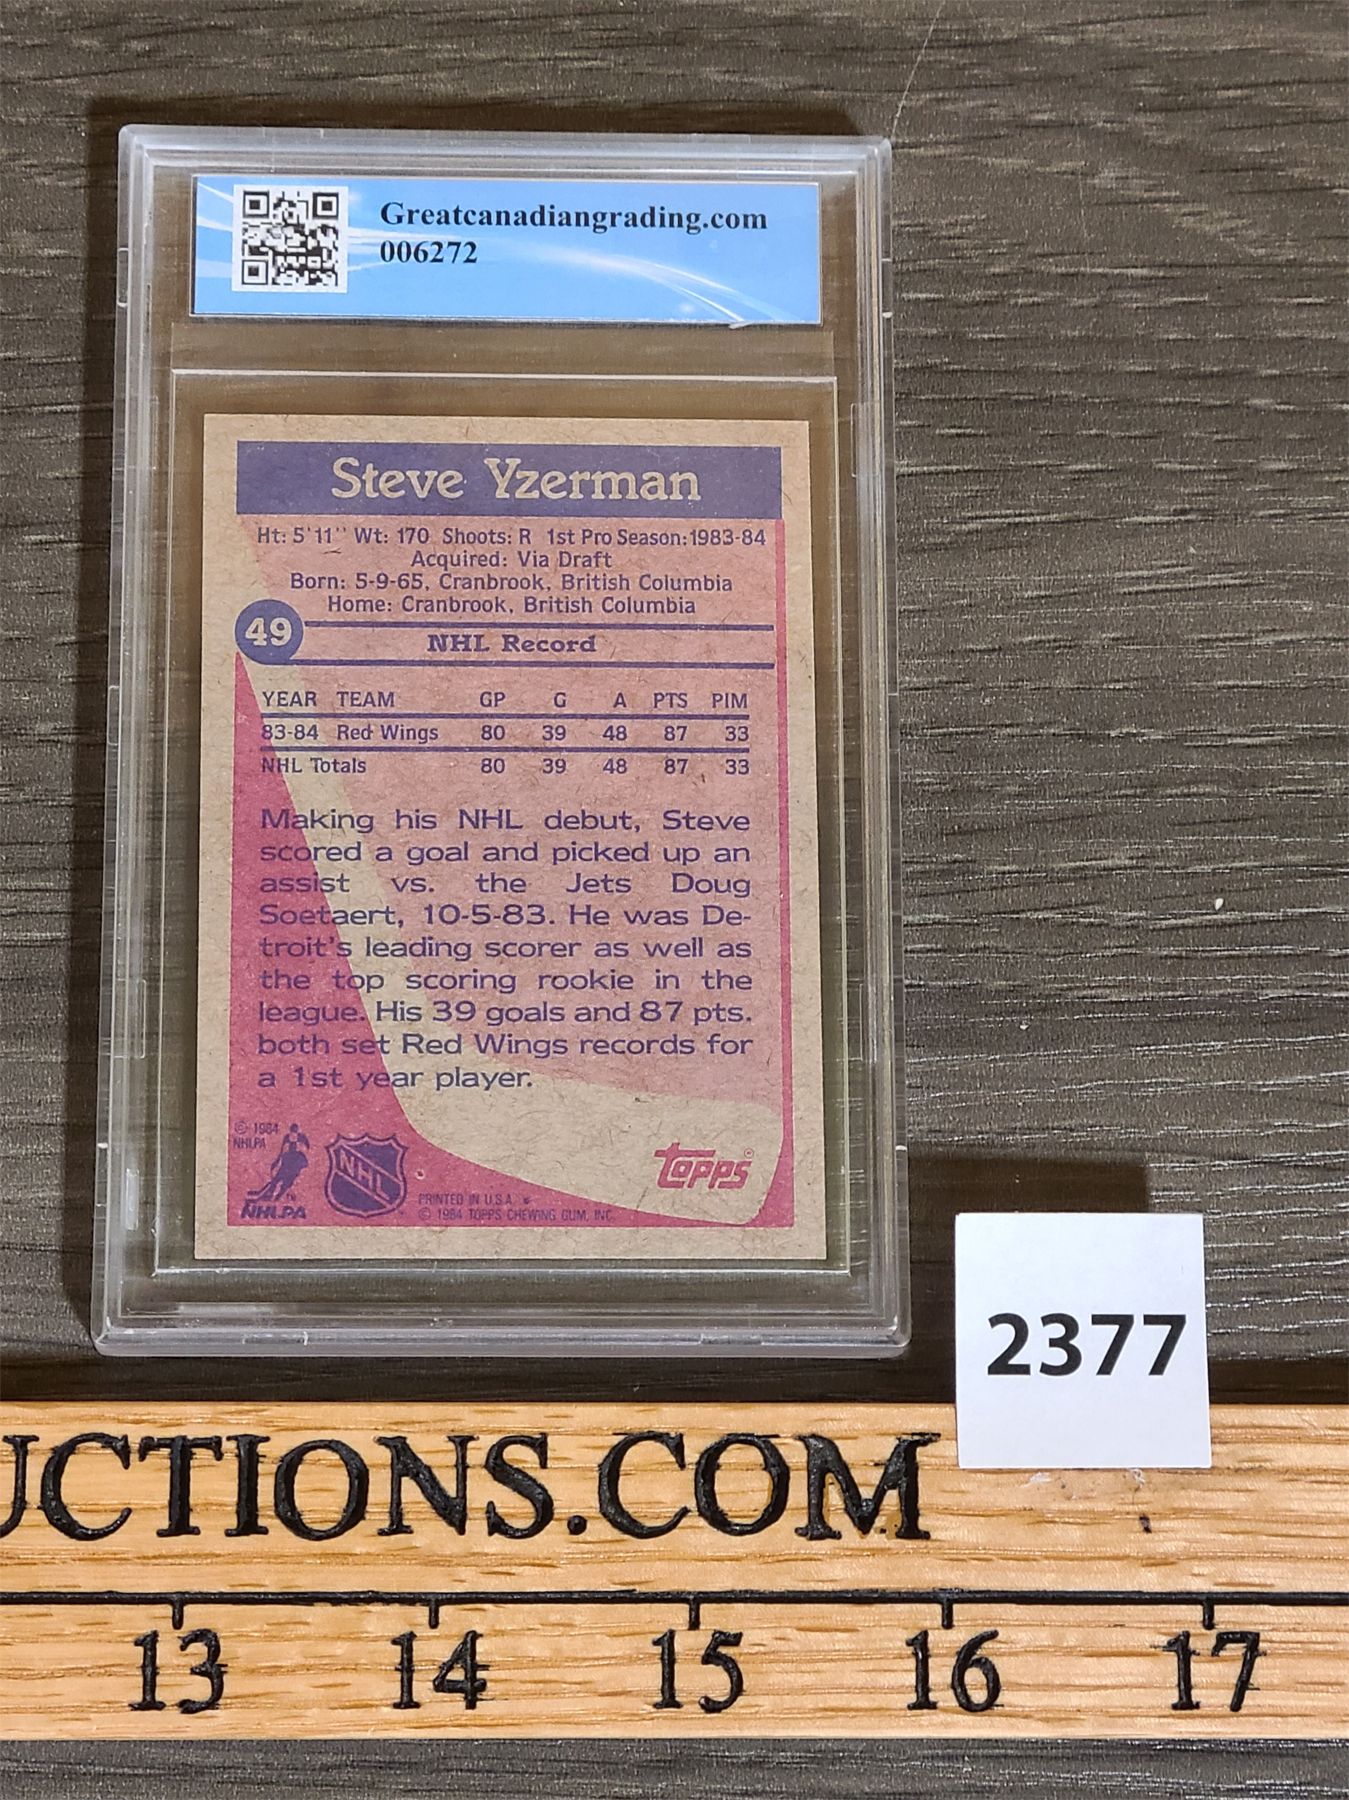 Greatcanadiangrading.com
006272
Steve Yzerman
Ht: 5'11'' Wt: 170 Shoots: R 1st Pro Season: 1983-84
Acquired: Via Draft
Born: 5-9-65, Cranbrook, British Columbia
Home: Cranbrook, British Columbia
49
NHL Record
YEAR TEAM GP G A PTS PIM
83-84 Red Wings 80 39 48 87 33
NHL Totals 80 39 48 87 33
Making his NHL debut, Steve
scored a goal and picked up an
assist vs. the Jets Doug
Soetaert, 10-5-83. He was De-
troit's leading scorer as well as
the top scoring rookie in the
league. His 39 goals and 87 pts.
both set Red Wings records for
a 1st year player.
© 1984
NHLPA
TM
NHLPA
NHL
PRINTED IN U.S.A. *
© 1984 TOPPS CHEWING GUM, INC.
topps®
2377
UCTIONS.COM
13 14 15 16 17